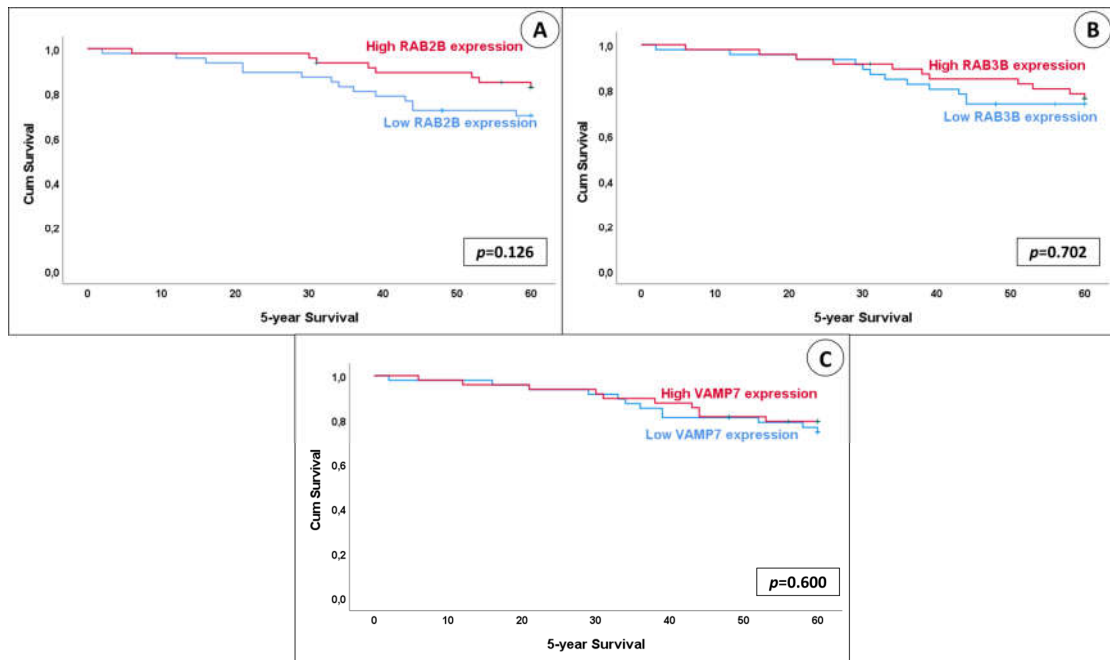 A
High RAB2B expression
Low RAB2B expression
Cum Survival
1,0
0,8
0,6
0,4
0,2
0,0
p=0.126
0 10 20 30 40 50 60
5-year Survival
B
High RAB3B expression
Low RAB3B expression
Cum Survival
1,0
0,8
0,6
0,4
0,2
0,0
p=0.702
0 10 20 30 40 50 60
5-year Survival
C
High VAMP7 expression
Low VAMP7 expression
Cum Survival
1,0
0,8
0,6
0,4
0,2
0,0
p=0.600
0 10 20 30 40 50 60
5-year Survival